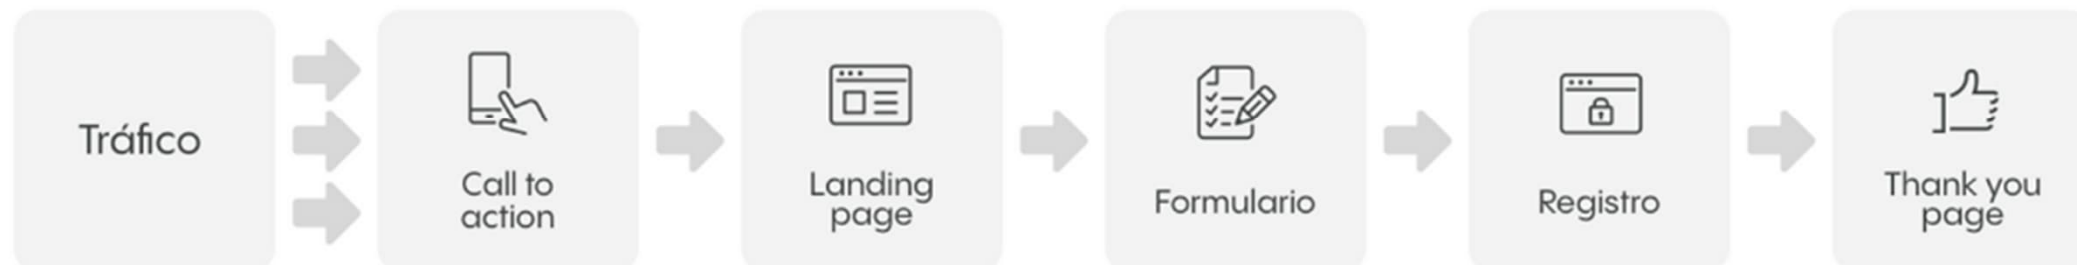 Tráfico
Call to
action
Landing
page
Formulario
Registro
Thank you
page